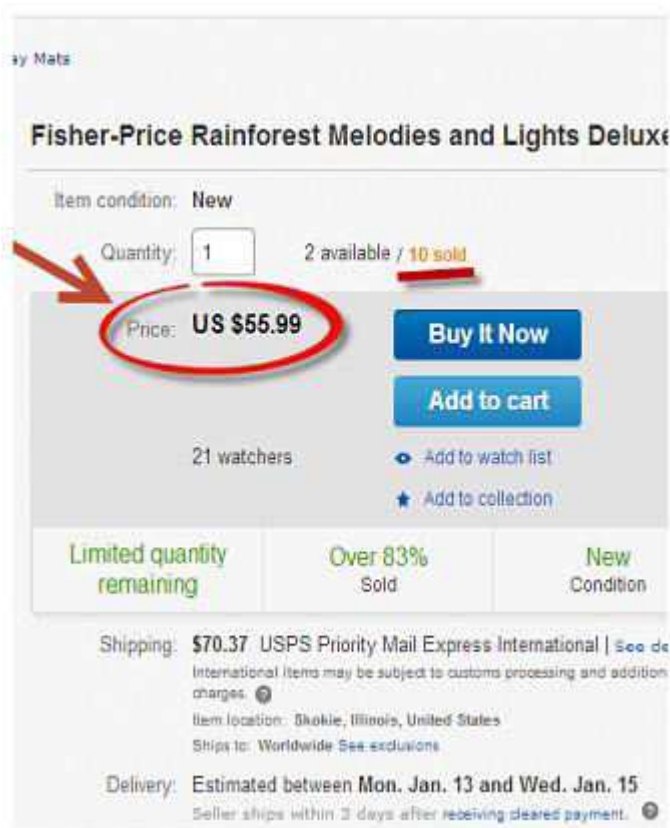 ay Mats
Fisher-Price Rainforest Melodies and Lights Deluxe
Item condition: New
Quantity: 1 2 available / 10 sold
Price: US $55.99
Buy It Now
Add to cart
21 watchers
Add to watch list
Add to collection
Limited quantity remaining
Over 83% Sold
New Condition
Shipping: $70.37 USPS Priority Mail Express International | See de
International items may be subject to customs processing and addition
charges.
Item location: Skokie, Illinois, United States
Ships to: Worldwide See exclusions
Delivery: Estimated between Mon. Jan. 13 and Wed. Jan. 15
Seller ships within 3 days after receiving cleared payment.